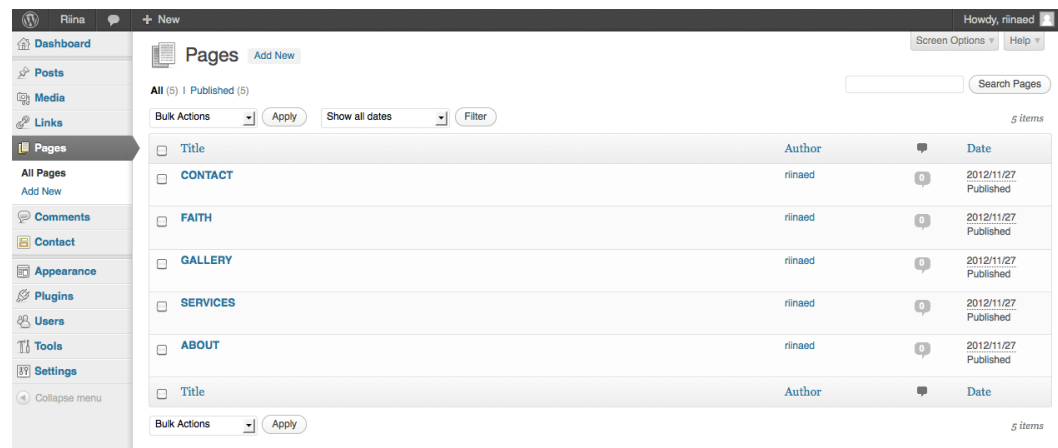 Riina + New Howdy, riinaed
Dashboard
Posts
Media
Links
Pages
All Pages
Add New
Comments
Contact
Appearance
Plugins
Users
Tools
Settings
Collapse menu
Screen Options Help
Pages Add New
All (5) | Published (5)
Search Pages
Bulk Actions Apply Show all dates Filter 5 items
Title Author Date
CONTACT riinaed 0 2012/11/27
Published
FAITH riinaed 0 2012/11/27
Published
GALLERY riinaed 0 2012/11/27
Published
SERVICES riinaed 0 2012/11/27
Published
ABOUT riinaed 0 2012/11/27
Published
Title Author Date
Bulk Actions Apply 5 items